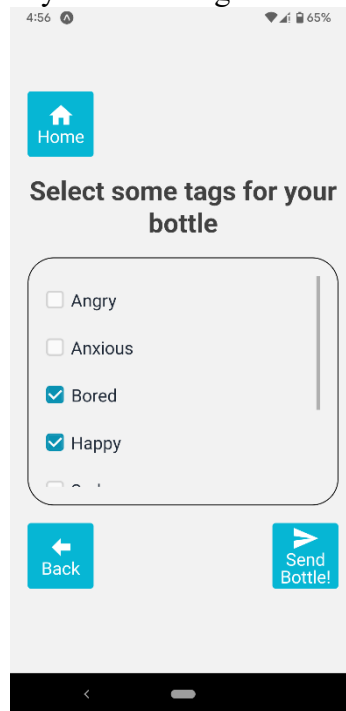 4:56 65%
Home
Select some tags for your
bottle
Angry
Anxious
Bored
Happy
Back
Send
Bottle!